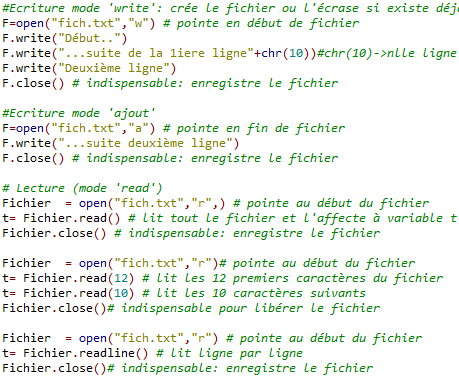 #Ecriture mode 'write': crée le fichier ou l'écrase si existe déj
F=open("fich.txt","w") # pointe en début de fichier
F.write("Début..")
F.write("...suite de la 1iere ligne"+chr(10))#chr(10)->nlle ligne
F.write("Deuxième ligne")
F.close() # indispensable: enregistre le fichier
#Ecriture mode 'ajout'
F=open("fich.txt","a") # pointe en fin de fichier
F.write("...suite deuxième ligne")
F.close() # indispensable: enregistre le fichier
# Lecture (mode 'read')
Fichier  = open("fich.txt","r",) # pointe au début du fichier
t= Fichier.read() # lit tout le fichier et l'affecte à variable t
Fichier.close() # indispensable: enregistre le fichier
Fichier  = open("fich.txt","r")# pointe au début du fichier
t= Fichier.read(12) # lit les 12 premiers caractères du fichier
t= Fichier.read(10) # lit les 10 caractères suivants
Fichier.close()# indispensable pour libérer le fichier
Fichier  = open("fich.txt","r") # pointe au début du fichier
t= Fichier.readline() # lit ligne par ligne
Fichier.close()# indispensable: enregistre le fichier